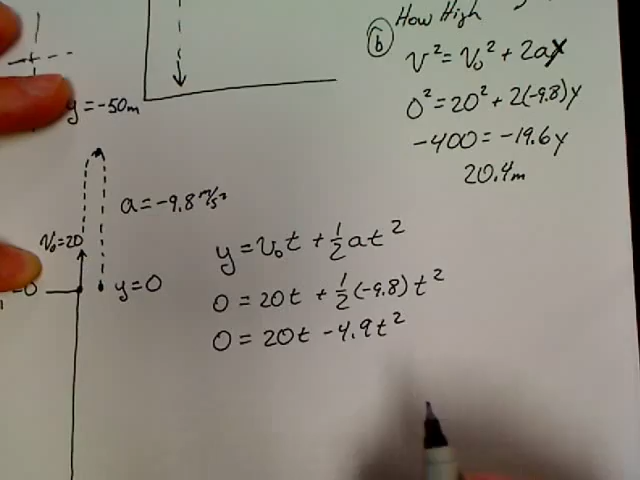 ⓑ How High
v² = v₀² + 2ay
0² = 20² + 2(-9.8)y
-400 = -19.6y
20.4m
y = -50m
a = -9.8 m/s²
v₀=20
y=0
y = v₀t + ½at²
0 = 20t + ½(-9.8)t²
0 = 20t - 4.9t²